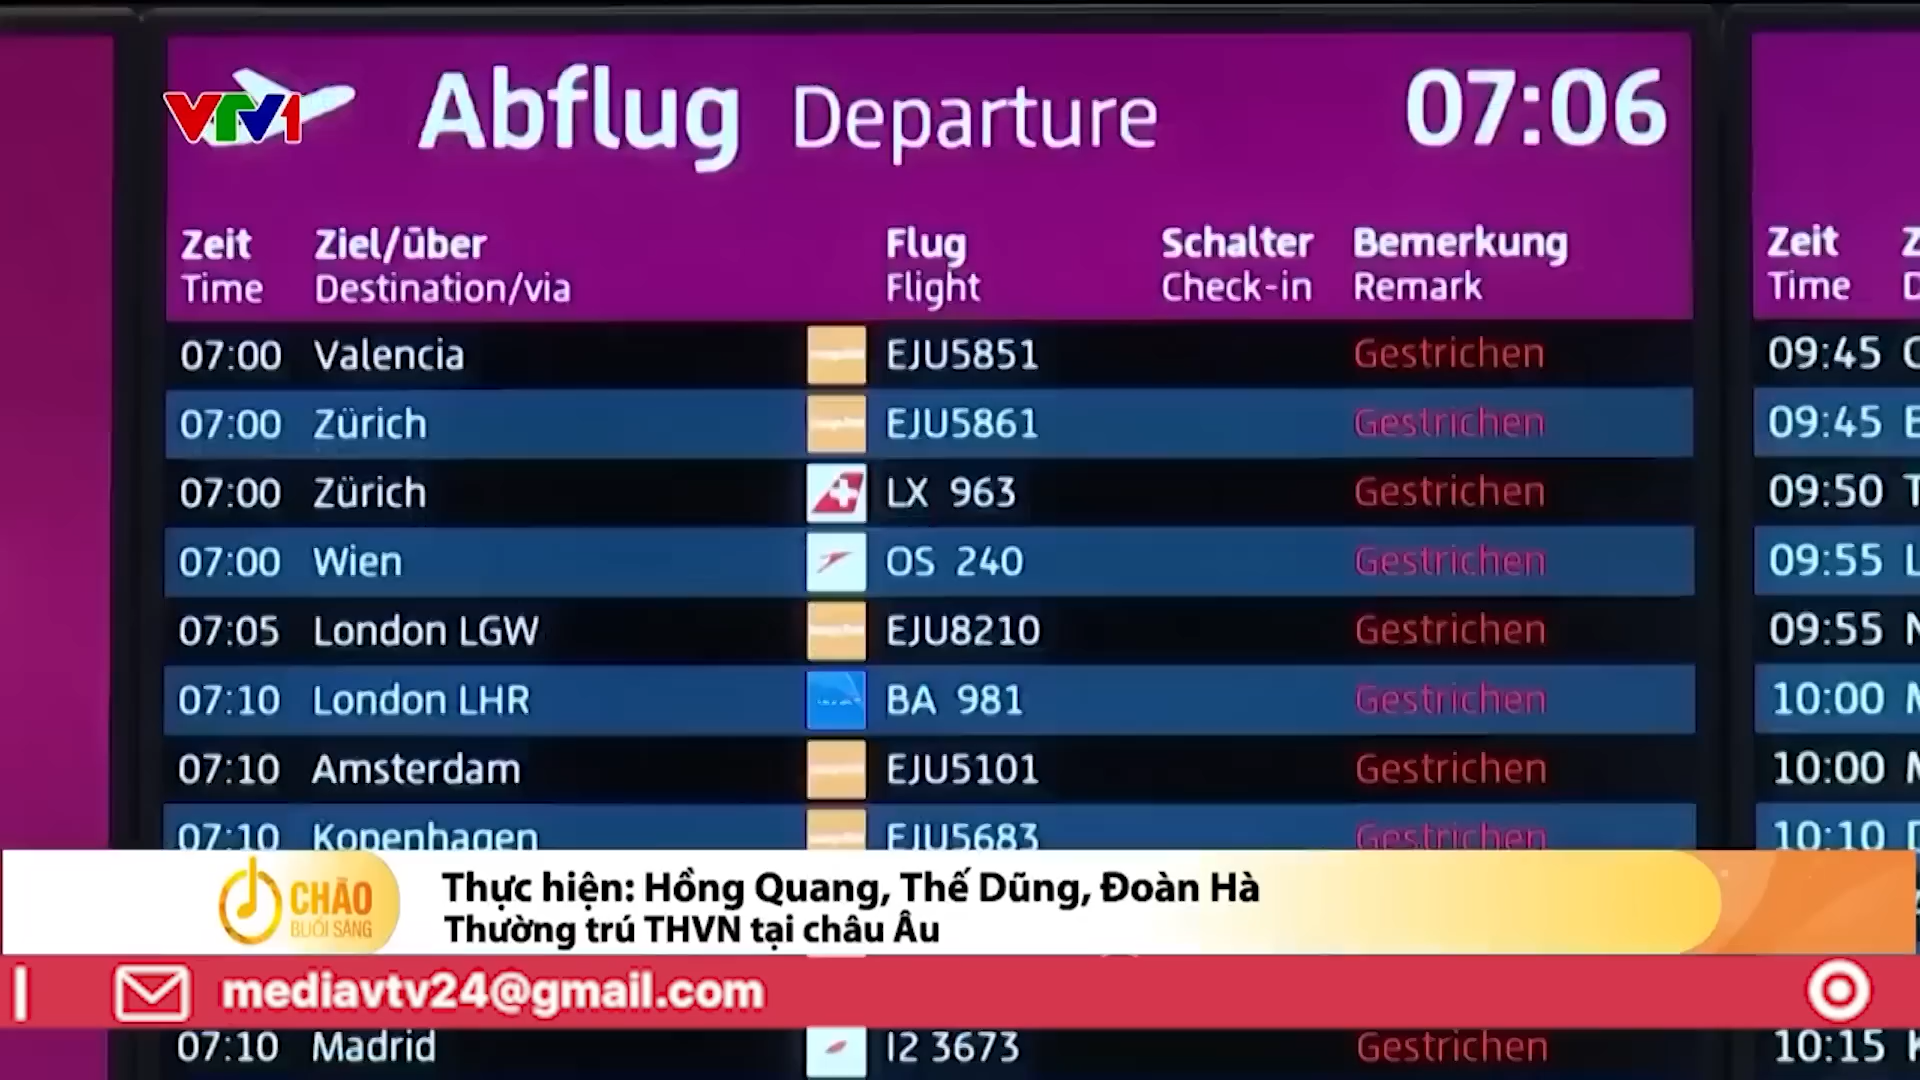 VTV1
Abflug Departure 07:06
Zeit Ziel/über Flug Schalter Bemerkung Zeit
Time Destination/via Flight Check-in Remark Time
07:00 Valencia EJU5851 Gestrichen 09:45
07:00 Zürich EJU5861 Gestrichen 09:45
07:00 Zürich LX 963 Gestrichen 09:50
07:00 Wien OS 240 Gestrichen 09:55
07:05 London LGW EJU8210 Gestrichen 09:55
07:10 London LHR BA 981 Gestrichen 10:00
07:10 Amsterdam EJU5101 Gestrichen 10:00
07:10 Kopenhagen EJU5683 Gestrichen 10:10
CHÀO
BUỔI SÁNG
Thực hiện: Hồng Quang, Thế Dũng, Đoàn Hà
Thường trú THVN tại châu Âu
mediavtv24@gmail.com
07:10 Madrid I2 3673 Gestrichen 10:15